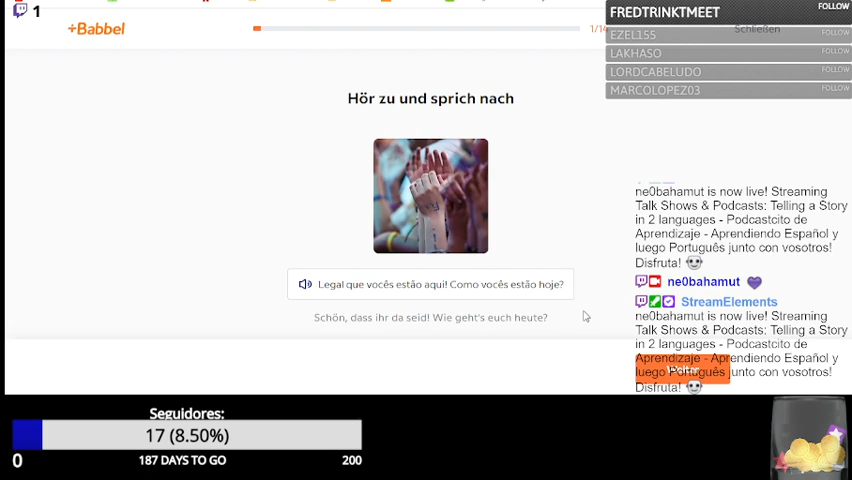 1
+Babbel
1/14
Schließen
FREDTRINKTMEET FOLLOW
EZEL155 FOLLOW
LAKHASO FOLLOW
LORDCABELUDO FOLLOW
MARCOLOPEZ03 FOLLOW
Hör zu und sprich nach
Legal que vocês estão aqui! Como vocês estão hoje?
Schön, dass ihr da seid! Wie geht's euch heute?
ne0bahamut is now live! Streaming
Talk Shows & Podcasts: Telling a Story
in 2 languages - Podcastcito de
Aprendizaje - Aprendiendo Español y
luego Português junto con vosotros!
Disfruta!
ne0bahamut
StreamElements
ne0bahamut is now live! Streaming
Talk Shows & Podcasts: Telling a Story
in 2 languages - Podcastcito de
Aprendizaje - Aprendiendo Español y
luego Português junto con vosotros!
Disfruta!
Weiter
Seguidores:
17 (8.50%)
0
187 DAYS TO GO
200